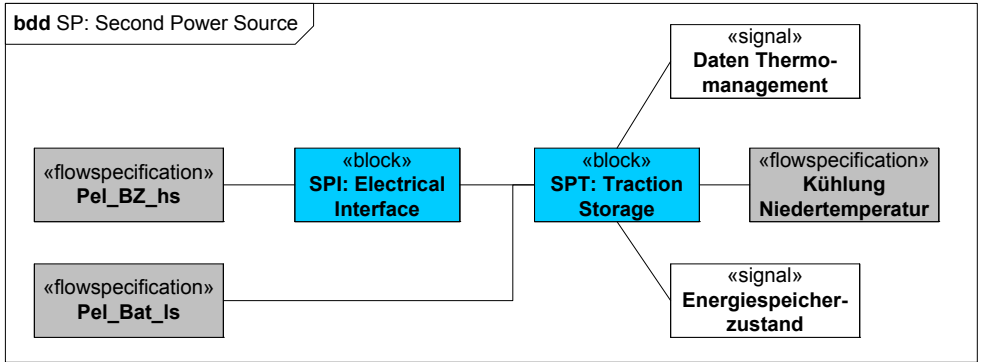 bdd SP: Second Power Source
«signal»
Daten Thermo-
management
«flowspecification»
Pel_BZ_hs
«block»
SPI: Electrical
Interface
«block»
SPT: Traction
Storage
«flowspecification»
Kühlung
Niedertemperatur
«flowspecification»
Pel_Bat_ls
«signal»
Energiespeicher-
zustand